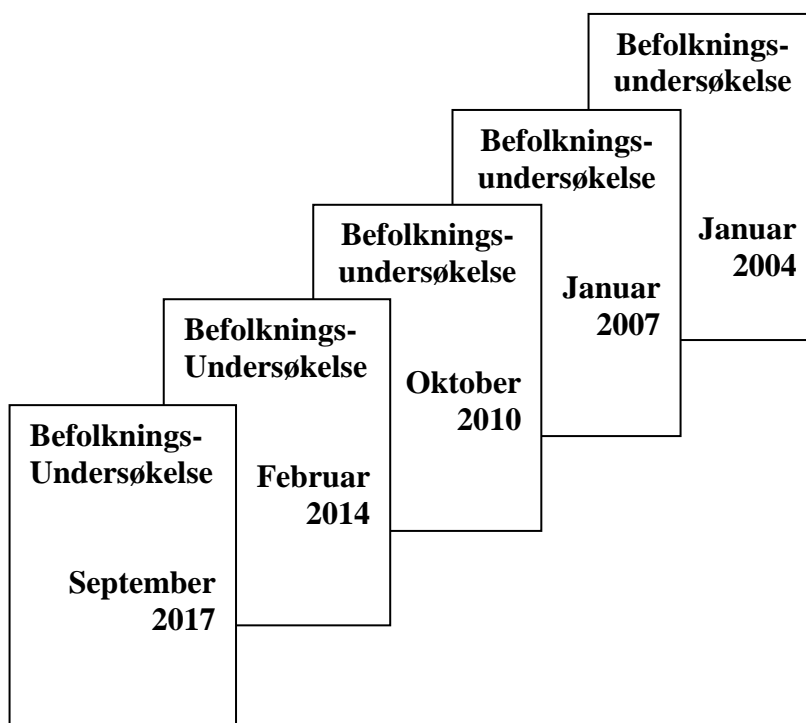 Befolknings-
undersøkelse
Januar
2004
Befolknings-
undersøkelse
Januar
2007
Befolknings-
undersøkelse
Oktober
2010
Befolknings-
Undersøkelse
Februar
2014
Befolknings-
Undersøkelse
September
2017